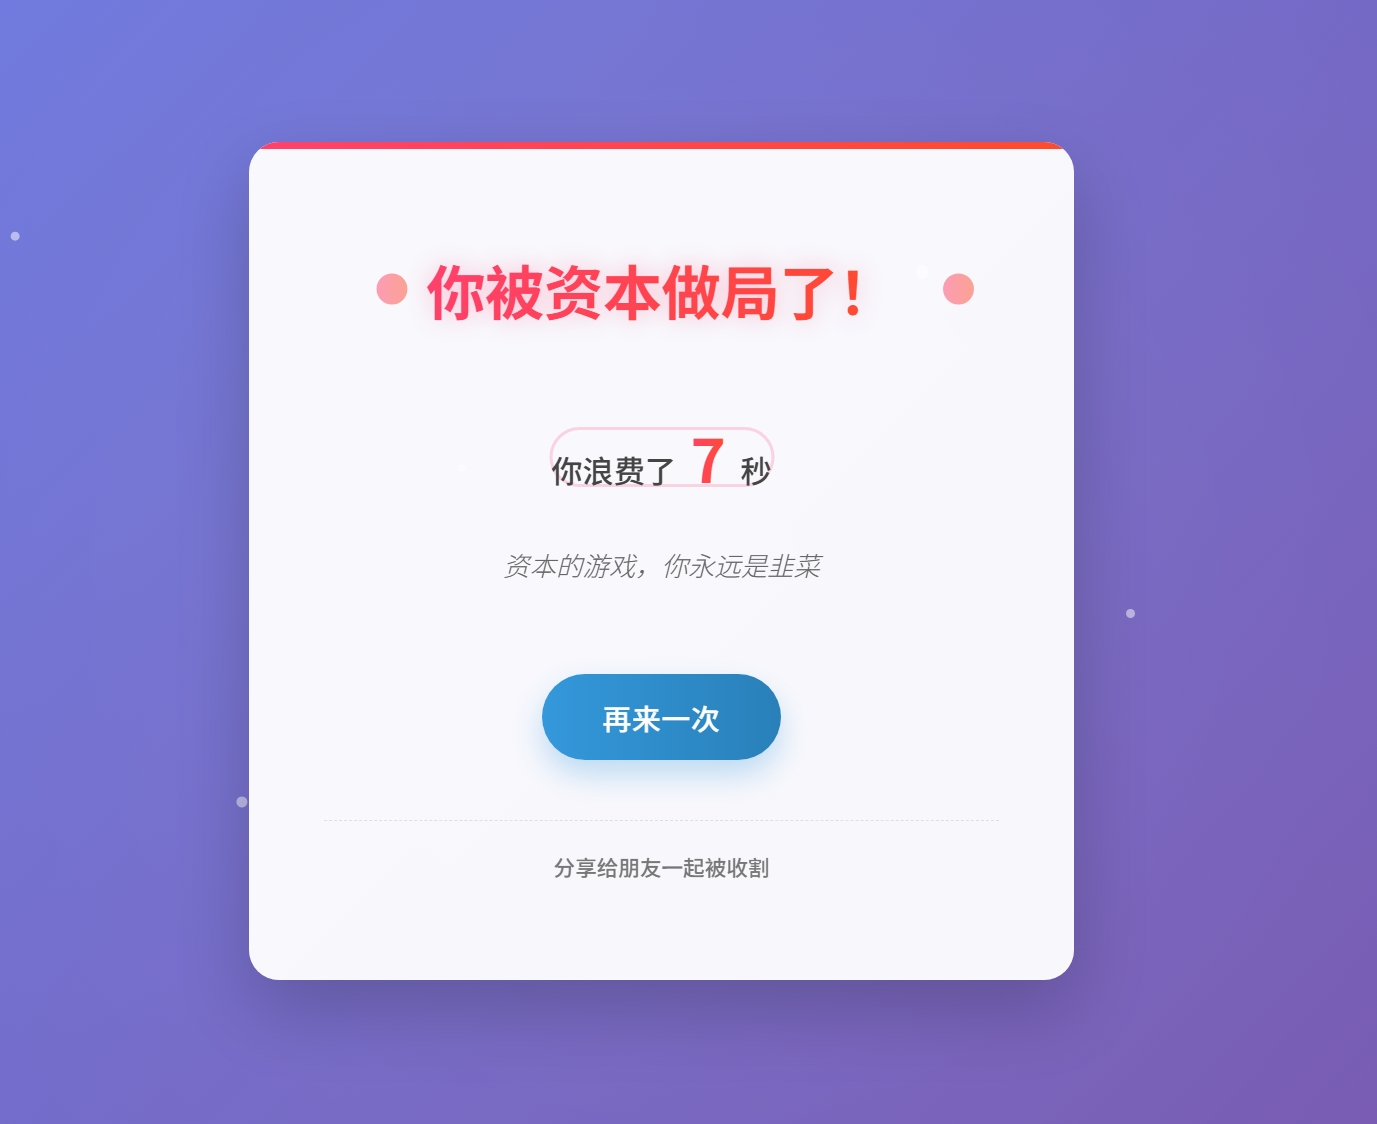 你被资本做局了!
你浪费了 7 秒
资本的游戏，你永远是韭菜
再来一次
分享给朋友一起被收割